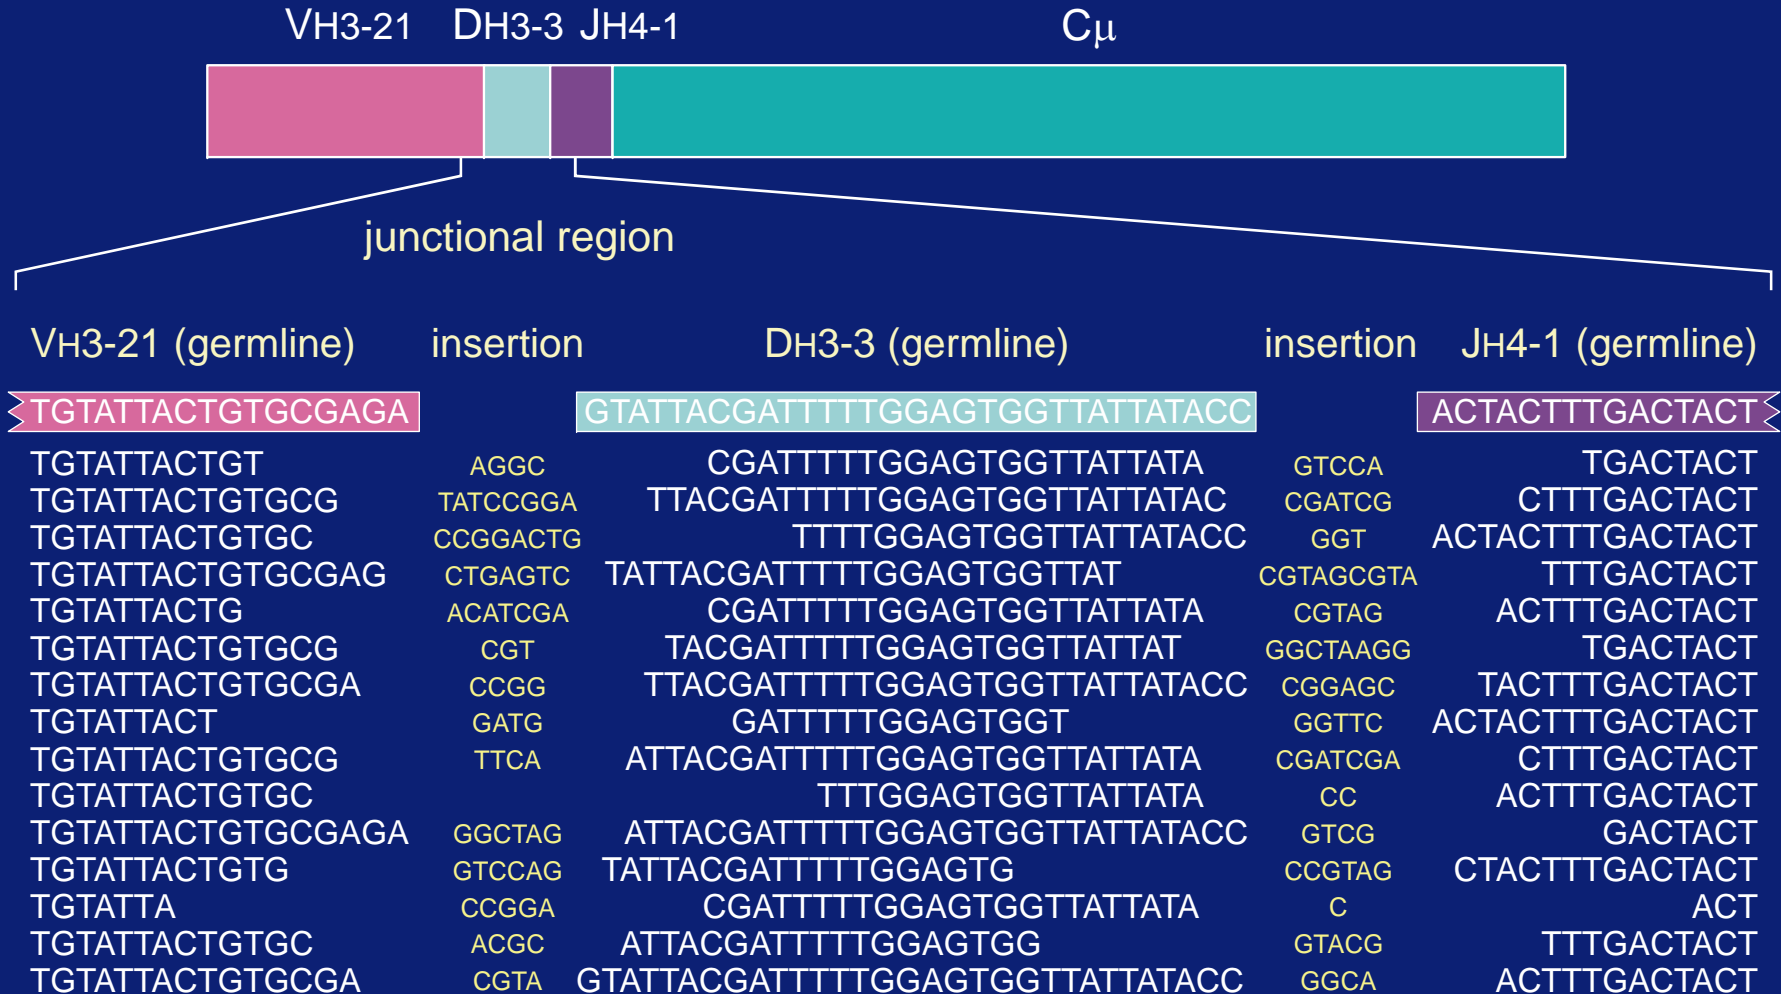 VH3-21 DH3-3 JH4-1 Cμ
junctional region
VH3-21 (germline) insertion DH3-3 (germline) insertion JH4-1 (germline)
TGTATTACTGTGCGAGA GTATTACGATTTTTGGAGTGGTTATTATACC ACTACTTTGACTACT
TGTATTACTGT AGGC CGATTTTTGGAGTGGTTATTATA GTCCA TGACTACT
TGTATTACTGTGCG TATCCGGA TTACGATTTTTGGAGTGGTTATTATAC CGATCG CTTTGACTACT
TGTATTACTGTGC CCGGACTG TTTTGGAGTGGTTATTATACC GGT ACTACTTTGACTACT
TGTATTACTGTGCGAG CTGAGTC TATTACGATTTTTGGAGTGGTTAT CGTAGCGTA TTTGACTACT
TGTATTACTG ACATCGA CGATTTTTGGAGTGGTTATTATA CGTAG ACTTTGACTACT
TGTATTACTGTGCG CGT TACGATTTTTGGAGTGGTTATTAT GGCTAAGG TGACTACT
TGTATTACTGTGCGA CCGG TTACGATTTTTGGAGTGGTTATTATACC CGGAGC TACTTTGACTACT
TGTATTACT GATG GATTTTTGGAGTGGT GGTTC ACTACTTTGACTACT
TGTATTACTGTGCG TTCA ATTACGATTTTTGGAGTGGTTATTATA CGATCGA CTTTGACTACT
TGTATTACTGTGC TTTGGAGTGGTTATTATA CC ACTTTGACTACT
TGTATTACTGTGCGAGA GGCTAG ATTACGATTTTTGGAGTGGTTATTATACC GTCG GACTACT
TGTATTACTGTG GTCCAG TATTACGATTTTTGGAGTG CCGTAG CTACTTTGACTACT
TGTATTA CCGGA CGATTTTTGGAGTGGTTATTATA C ACT
TGTATTACTGTGC ACGC ATTACGATTTTTGGAGTGG GTACG TTTGACTACT
TGTATTACTGTGCGA CGTA GTATTACGATTTTTGGAGTGGTTATTATACC GGCA ACTTTGACTACT